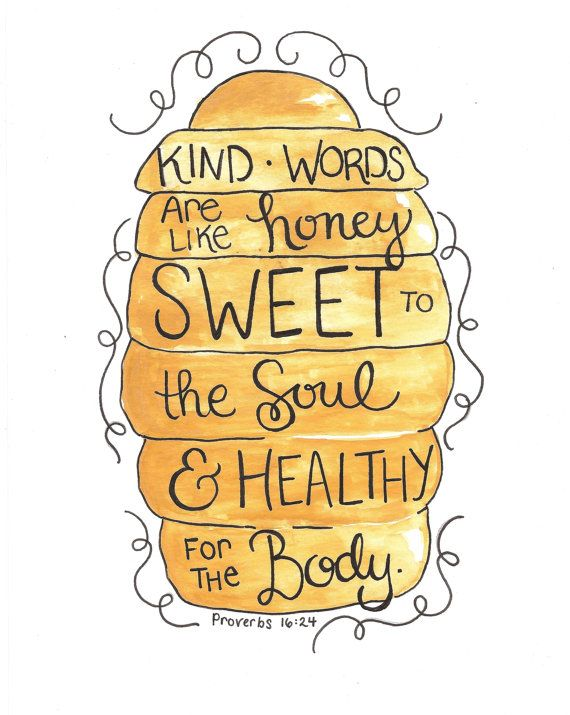 KIND · WORDS
Are
LIKE honey
SWEET TO
the Soul
& HEALTHY
For
THE Body.
Proverbs 16:24